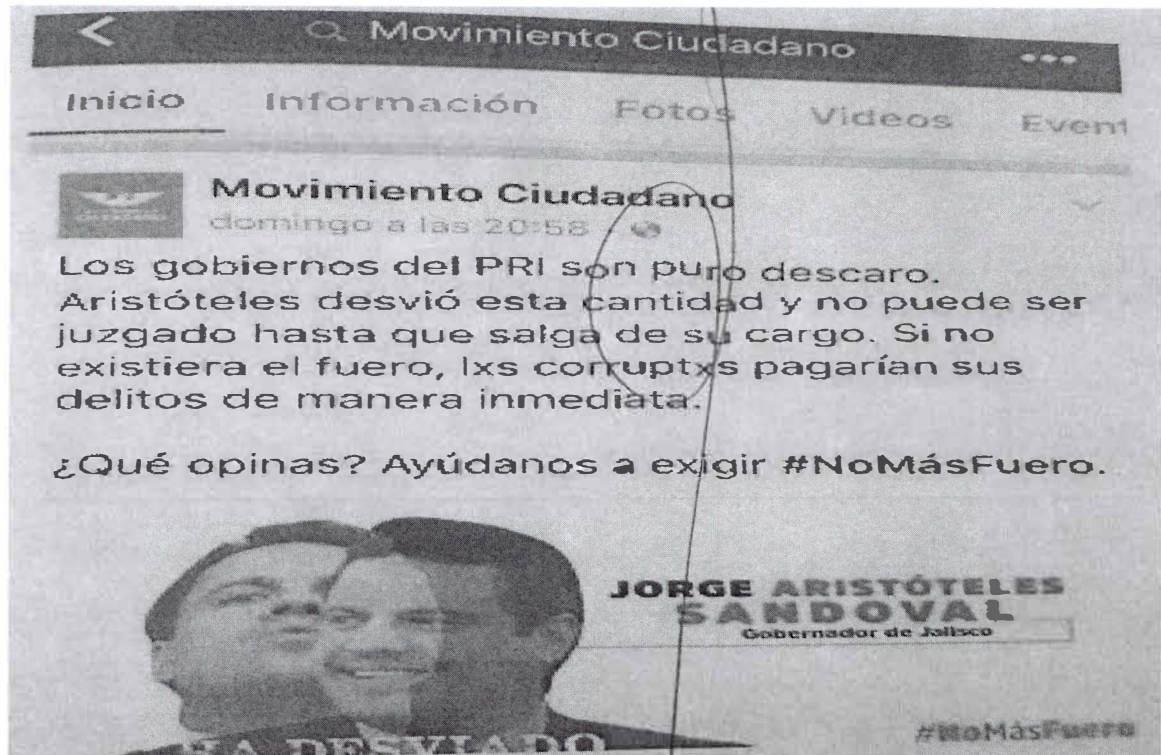 Movimiento Ciudadano
Inicio Información Fotos Videos Event
Movimiento Ciudadano
domingo a las 20:58
Los gobiernos del PRI son puro descaro.
Aristóteles desvió esta cantidad y no puede ser
juzgado hasta que salga de su cargo. Si no
existiera el fuero, lxs corruptxs pagarían sus
delitos de manera inmediata.
¿Qué opinas? Ayúdanos a exigir #NoMásFuero.
JORGE ARISTÓTELES
SANDOVAL
Gobernador de Jalisco
HA DESVIADO
#NoMásFuero